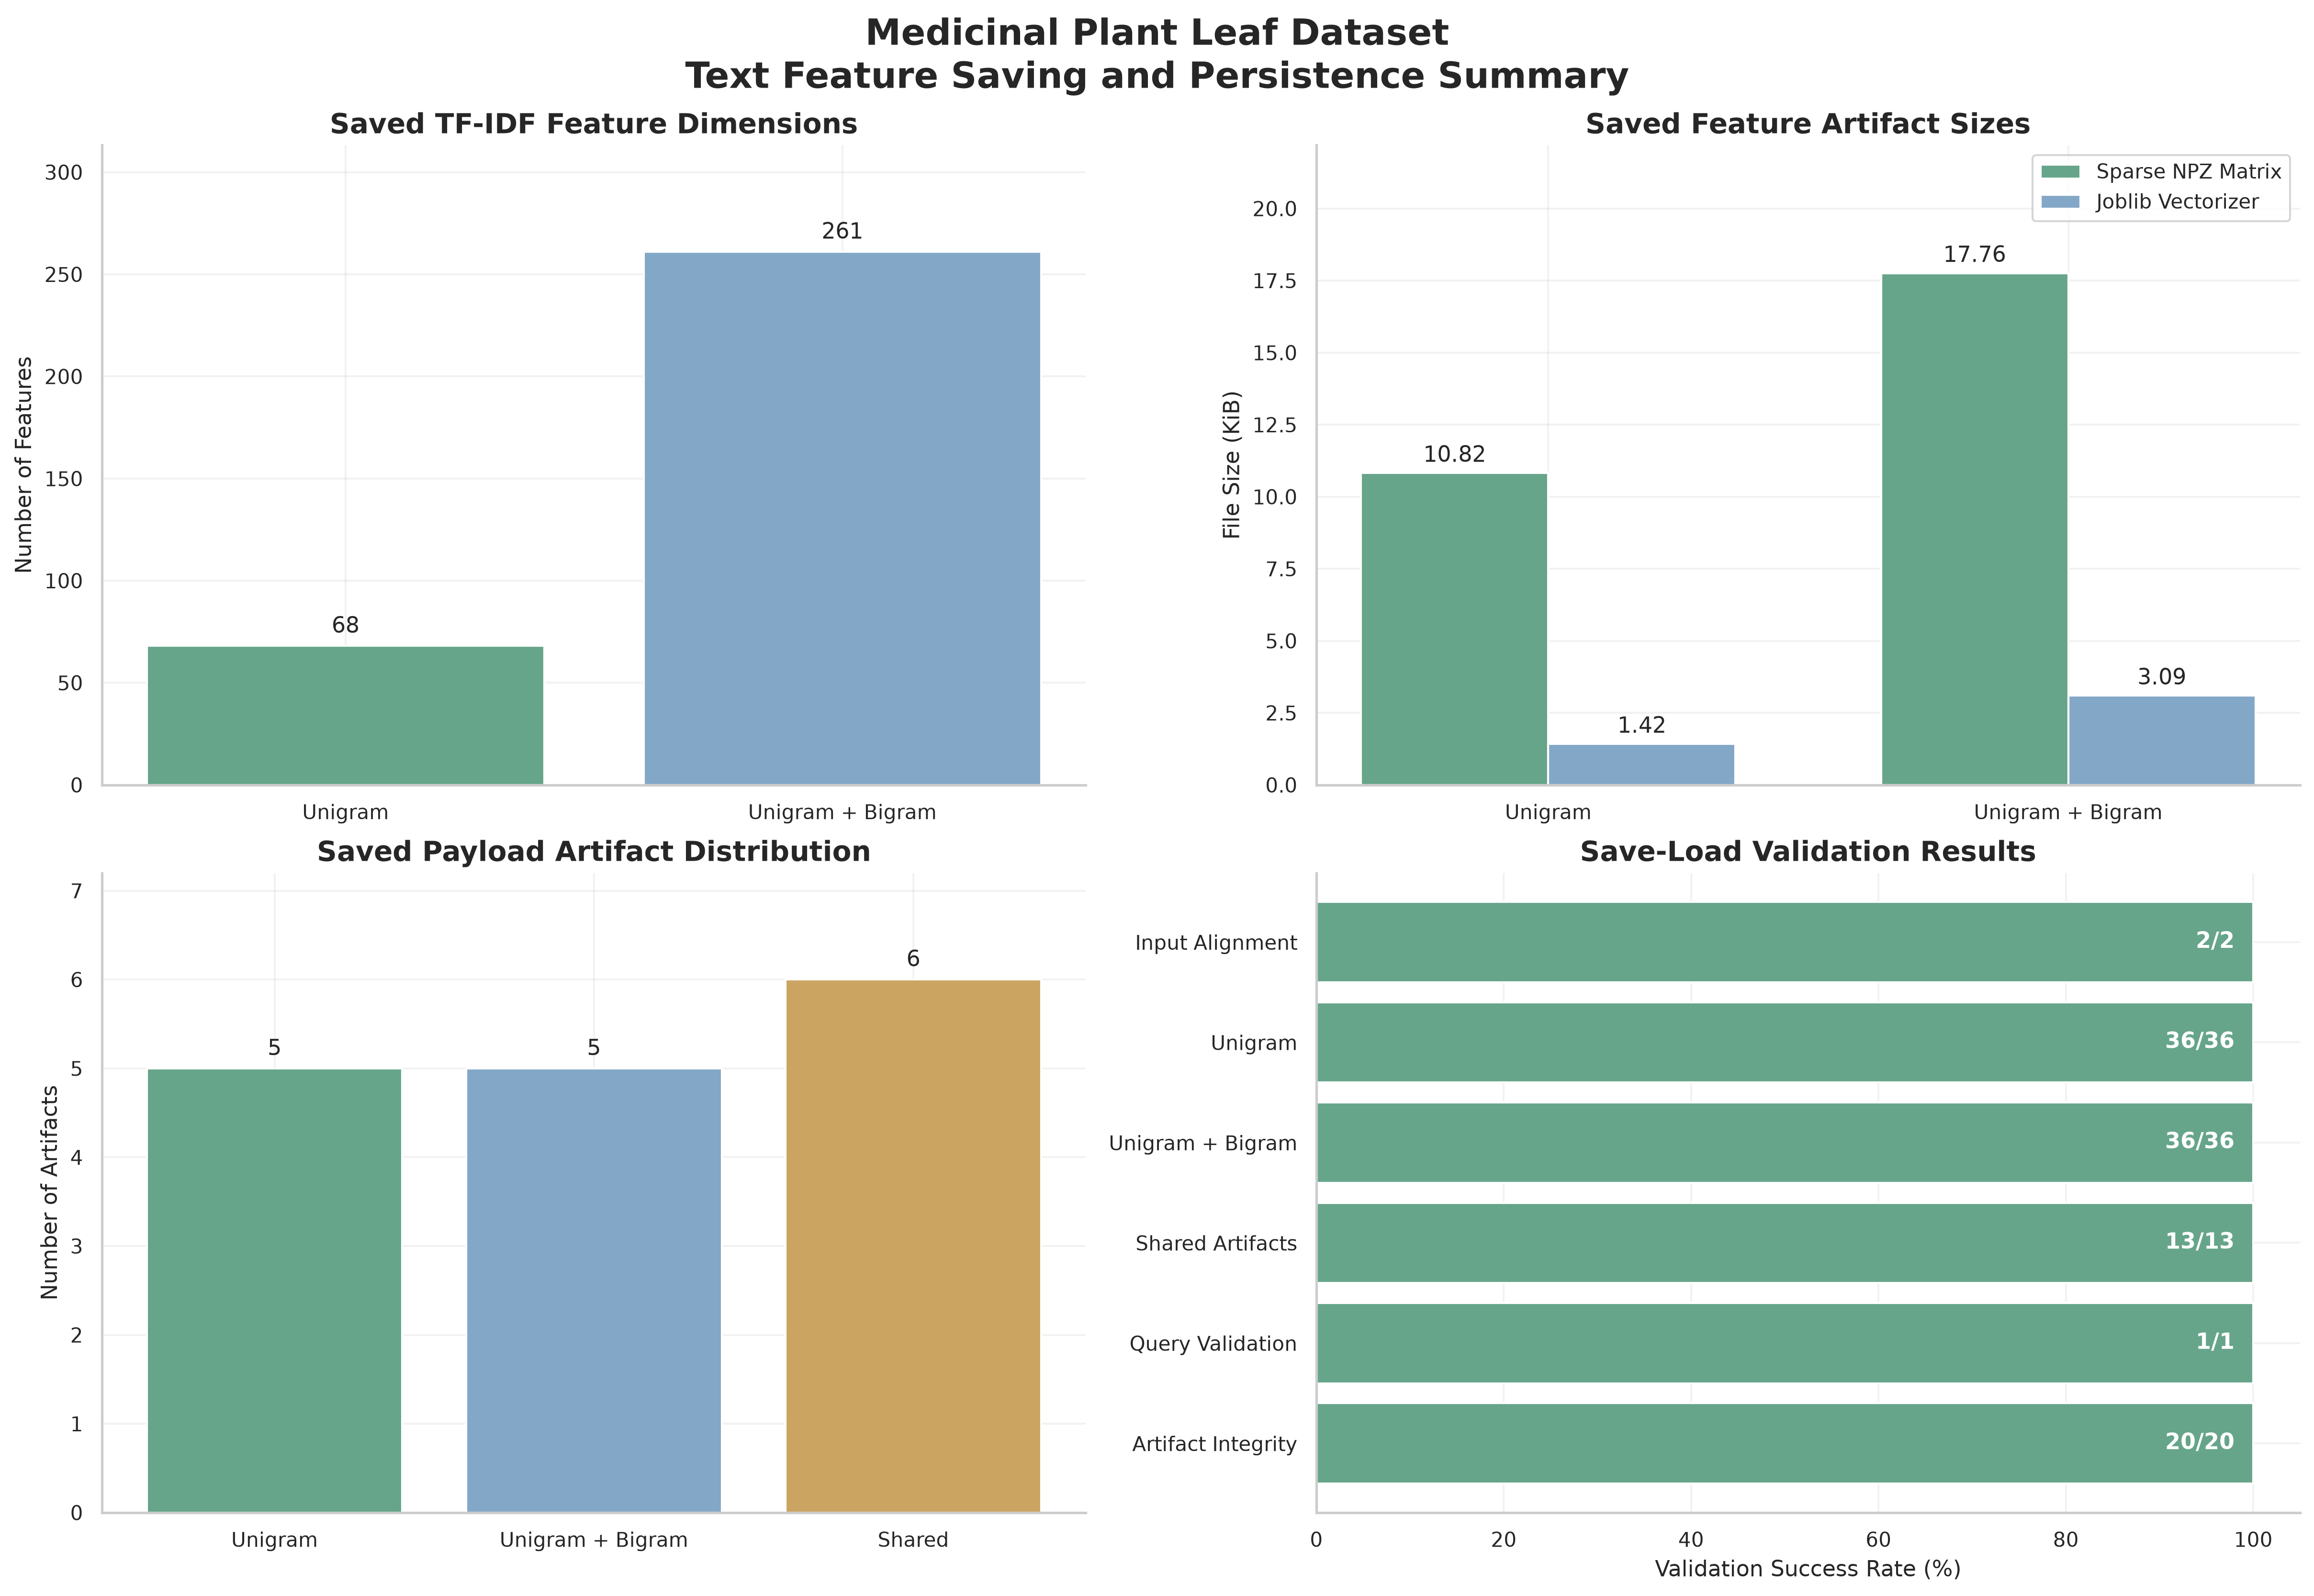 Medicinal Plant Leaf Dataset
Text Feature Saving and Persistence Summary
Saved TF-IDF Feature Dimensions
Number of Features
300
250
200
150
100
50
0
68
261
Unigram
Unigram + Bigram
Saved Feature Artifact Sizes
Sparse NPZ Matrix
Joblib Vectorizer
File Size (KiB)
20.0
17.5
15.0
12.5
10.0
7.5
5.0
2.5
0.0
10.82
1.42
17.76
3.09
Unigram
Unigram + Bigram
Saved Payload Artifact Distribution
Number of Artifacts
7
6
5
4
3
2
1
0
5
5
6
Unigram
Unigram + Bigram
Shared
Save-Load Validation Results
Input Alignment
2/2
Unigram
36/36
Unigram + Bigram
36/36
Shared Artifacts
13/13
Query Validation
1/1
Artifact Integrity
20/20
0
20
40
60
80
100
Validation Success Rate (%)